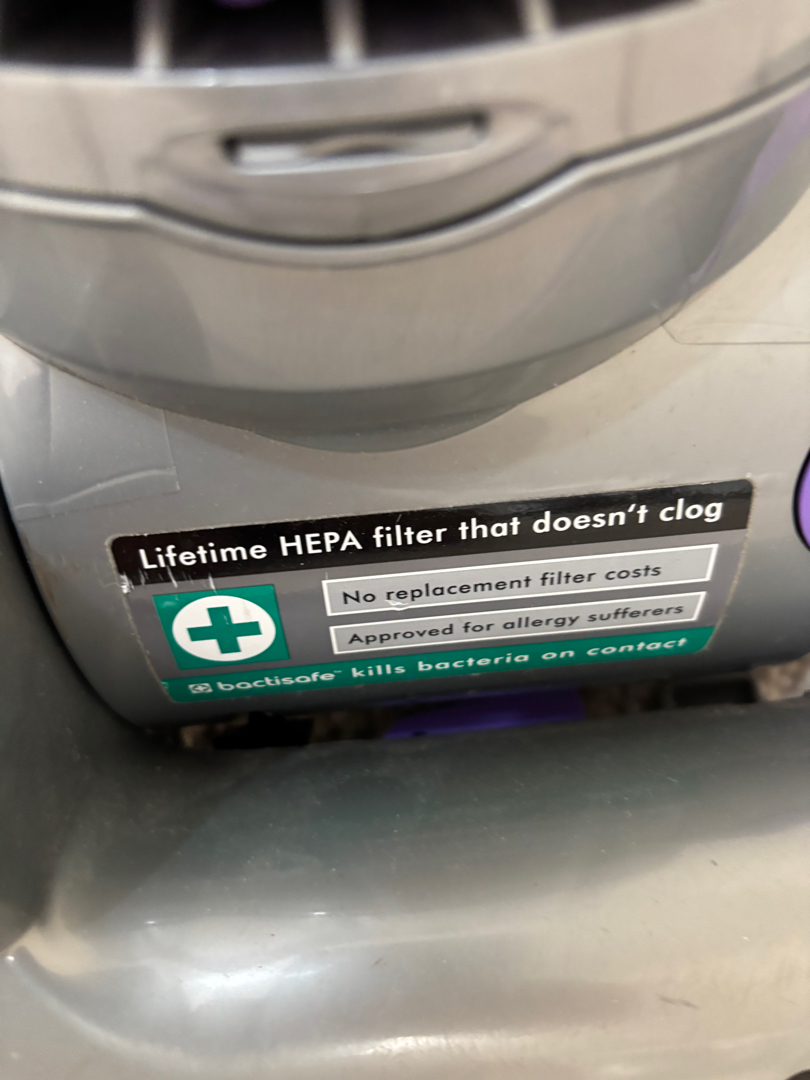 Lifetime HEPA filter that doesn't clog
No replacement filter costs
Approved for allergy sufferers
bactisafe™ kills bacteria on contact